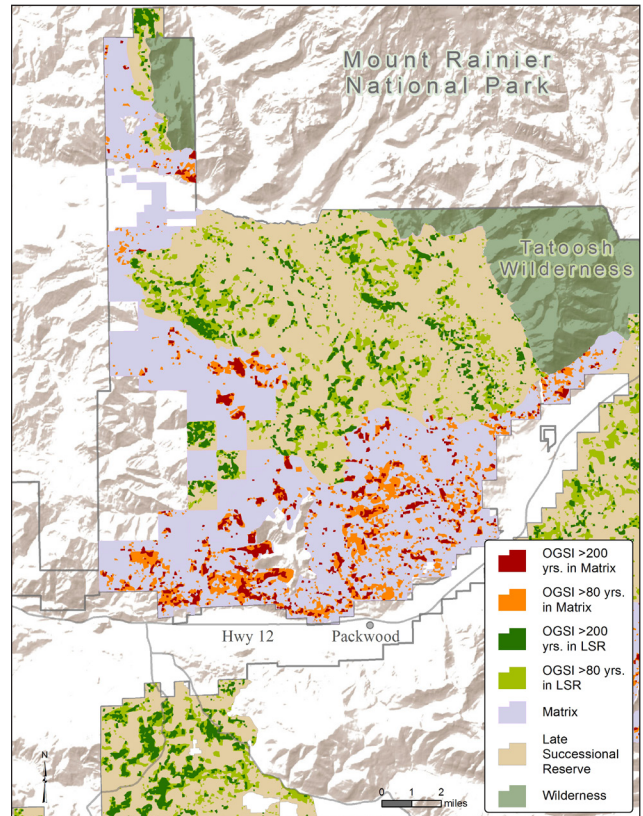 Mount Rainier
National Park
Tatoosh
Wilderness
Hwy 12
Packwood
OGSI >200
yrs. in Matrix
OGSI >80 yrs.
in Matrix
OGSI >200
yrs. in LSR
OGSI >80 yrs.
in LSR
Matrix
Late
Successional
Reserve
Wilderness
N
0 1 2
miles